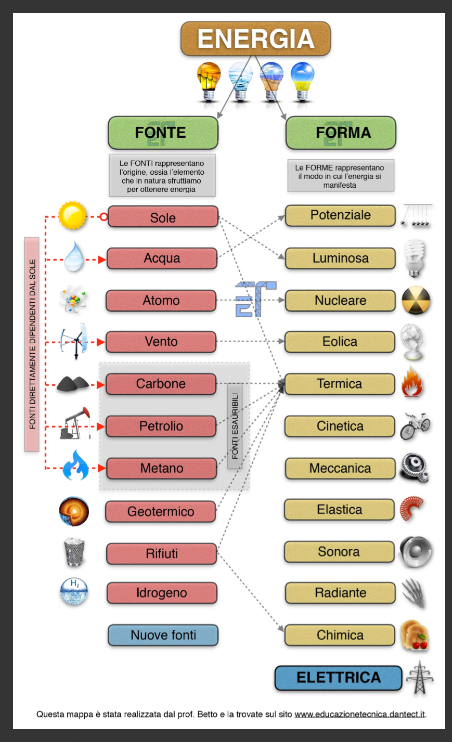 ENERGIA
FONTE
FORMA
Le FONTI rappresentano
l'origine, ossia l'elemento
che in natura sfruttiamo
per ottenere energia
Le FORME rappresentano
il modo in cui l'energia si
manifesta
FONTI DIRETTAMENTE DIPENDENTI DAL SOLE
Sole
Potenziale
Acqua
Luminosa
Atomo
ET
Nucleare
Vento
Eolica
Carbone
Termica
FONTI ESAURIBILI
Petrolio
Cinetica
Metano
Meccanica
Geotermico
Elastica
Rifiuti
Sonora
H2
Idrogeno
Radiante
Nuove fonti
Chimica
ELETTRICA
Questa mappa è stata realizzata dal prof. Betto e la trovate sul sito www.educazionetecnica.dantect.it.